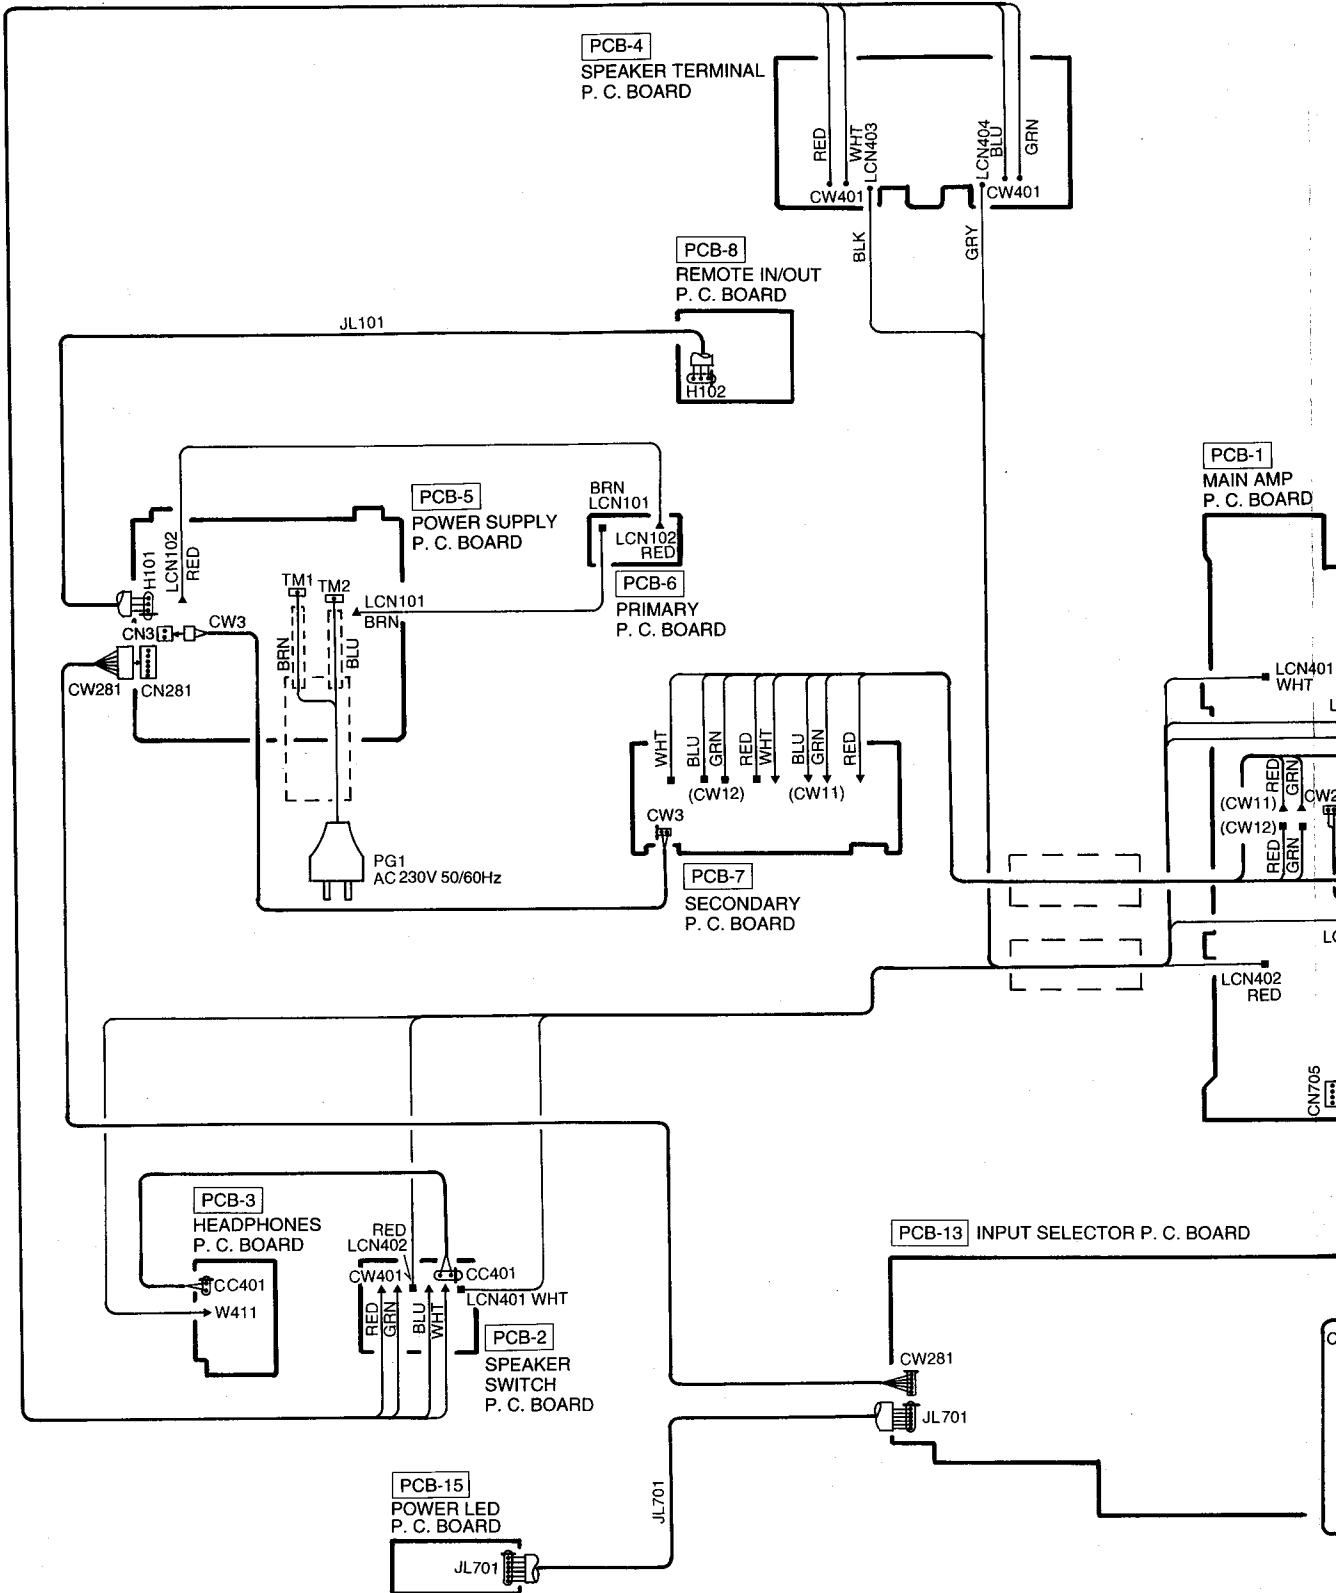 PCB-4
SPEAKER TERMINAL
P. C. BOARD
RED
WHT
LCN403
LCN404
BLU
GRN
CW401
CW401
BLK
GRY
PCB-8
REMOTE IN/OUT
P. C. BOARD
JL101
H102
PCB-1
MAIN AMP
P. C. BOARD
PCB-5
POWER SUPPLY
P. C. BOARD
BRN
LCN101
LCN102
RED
PCB-6
PRIMARY
P. C. BOARD
H101
LCN102
RED
TM1
TM2
LCN101
BRN
CN3
CW3
BRN
BLU
CW281
CN281
LCN401
WHT
WHT
BLU
GRN
RED
WHT
BLU
GRN
RED
(CW12)
(CW11)
CW3
RED
GRN
(CW11)
(CW12)
RED
GRN
PG1
AC 230V 50/60Hz
PCB-7
SECONDARY
P. C. BOARD
LCN402
RED
CN705
PCB-3
HEADPHONES
P. C. BOARD
RED
LCN402
CW401
CC401
CC401
W411
LCN401 WHT
RED
GRN
BLU
WHT
PCB-2
SPEAKER
SWITCH
P. C. BOARD
PCB-13 INPUT SELECTOR P. C. BOARD
CW281
JL701
PCB-15
POWER LED
P. C. BOARD
JL701
JL701